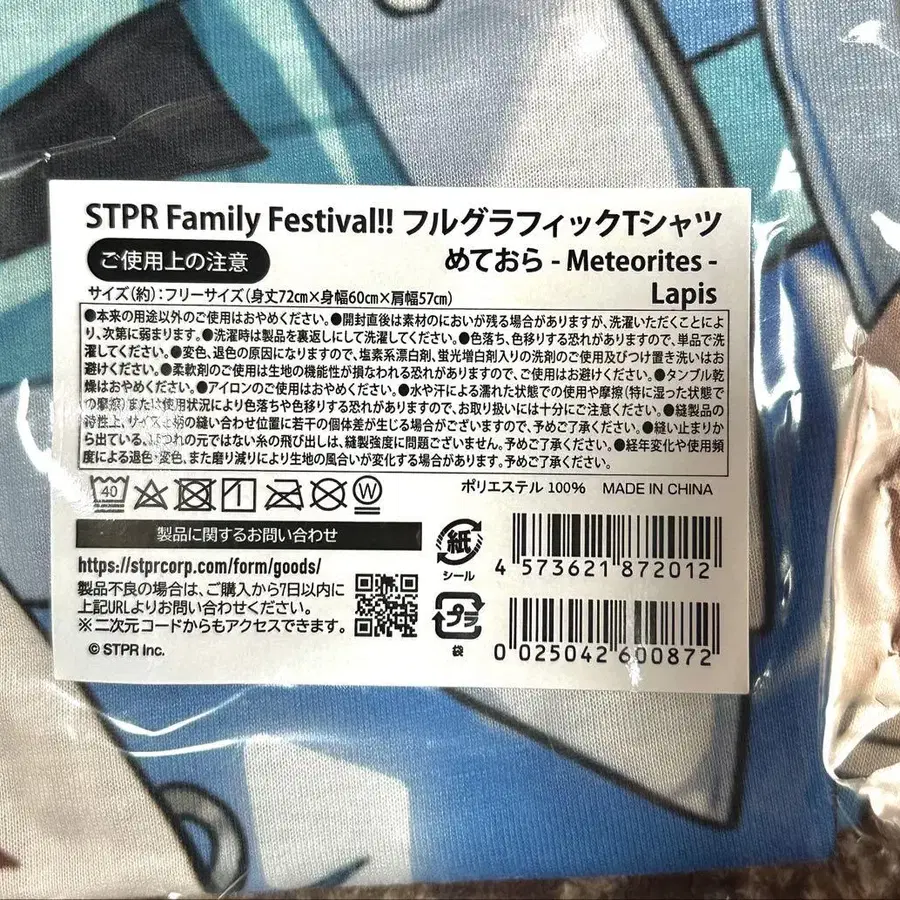 STPR Family Festival!! フルグラフィックTシャツ
ご使用上の注意
めておら - Meteorites -
サイズ(約):フリーサイズ(身丈72cm×身幅60cm×肩幅57cm)
Lapis
●本来の用途以外のご使用はおやめください。●開封直後は素材のにおいが残る場合がありますが、洗濯いただくことによ
り、次第に弱まります。●洗濯時は製品を裏返しにして洗濯してください。●色落ち、色移りする恐れがありますので、単品で洗
濯してください。●変色、退色の原因になりますので、塩素系漂白剤、蛍光増白剤入りの洗剤のご使用及びつけ置き洗いはお
避けください。●柔軟剤のご使用は生地の機能性が損なわれる恐れがありますので、ご使用はお避けください。●タンブル乾
燥はおやめください。●アイロンのご使用はおやめください。●水や汗による濡れた状態での使用や摩擦(特に湿った状態で
の摩擦)または使用状況により色落ちや色移りする恐れがありますので、お取り扱いには十分にご注意ください。●縫製品の
特性上、サイズや柄の縫い合わせ位置に若干の個体差が生じる場合がございますので、予めご了承ください。●縫い止まりか
ら出ている、ほつれの元ではない糸の飛び出しは、縫製強度に問題ございません。予めご了承ください。●経年変化や使用頻
度による退色・変色、また磨り減りにより生地の風合いが変化する場合があります。予めご了承ください。
40
W
ポリエステル 100% MADE IN CHINA
製品に関するお問い合わせ
https://stprcorp.com/form/goods/
製品不良の場合は、ご購入から7日以内に
上記URLよりお問い合わせください。
※二次元コードからもアクセスできます。
© STPR Inc.
紙
シール
4 573621 872012
プラ
袋
0 025042 600872